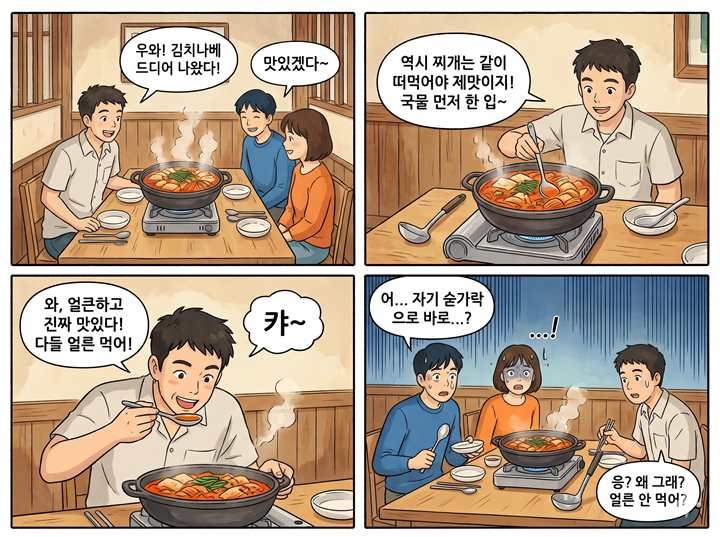 우와! 김치나베
드디어 나왔다!
맛있겠다~
역시 찌개는 같이
떠먹어야 제맛이지!
국물 먼저 한 입~
와, 얼큰하고
진짜 맛있다!
다들 얼른 먹어!
캬~
어... 자기 숟가락
으로 바로...?
...!
응? 왜 그래?
얼른 안 먹어?